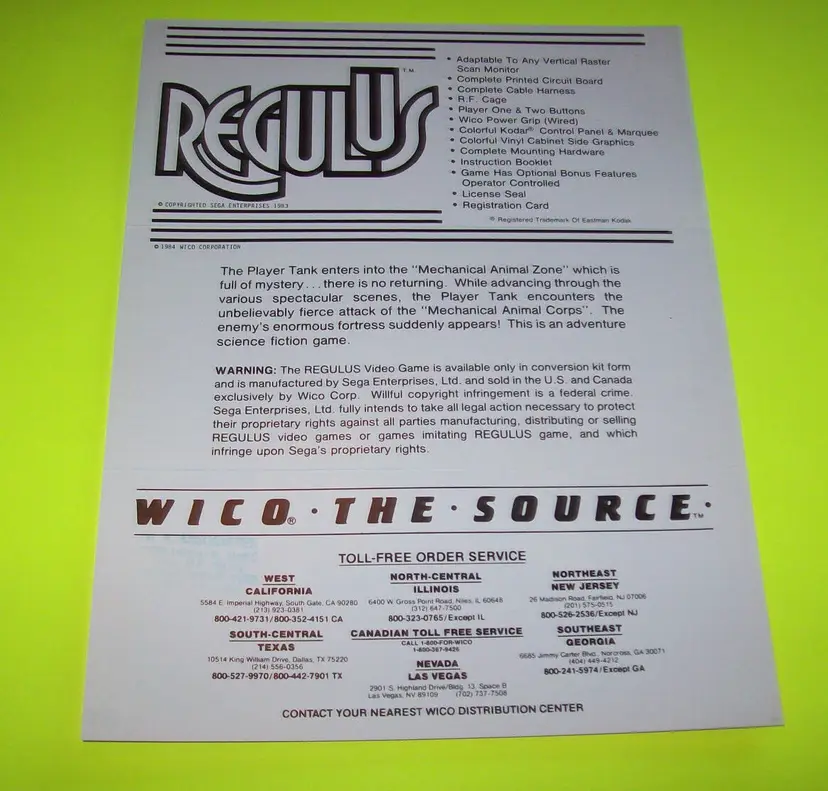 REGULUS™
© COPYRIGHTED SEGA ENTERPRISES 1983
• Adaptable To Any Vertical Raster
Scan Monitor
• Complete Printed Circuit Board
• Complete Cable Harness
• R.F. Cage
• Player One & Two Buttons
• Wico Power Grip (Wired)
• Colorful Kodar® Control Panel & Marquee
• Colorful Vinyl Cabinet Side Graphics
• Complete Mounting Hardware
• Instruction Booklet
• Game Has Optional Bonus Features
Operator Controlled
• License Seal
• Registration Card
® Registered Trademark Of Eastman Kodak
© 1984 WICO CORPORATION
The Player Tank enters into the "Mechanical Animal Zone" which is
full of mystery...there is no returning. While advancing through the
various spectacular scenes, the Player Tank encounters the
unbelievably fierce attack of the "Mechanical Animal Corps". The
enemy's enormous fortress suddenly appears! This is an adventure
science fiction game.
WARNING: The REGULUS Video Game is available only in conversion kit form
and is manufactured by Sega Enterprises, Ltd. and sold in the U.S. and Canada
exclusively by Wico Corp. Willful copyright infringement is a federal crime.
Sega Enterprises, Ltd. fully intends to take all legal action necessary to protect
their proprietary rights against all parties manufacturing, distributing or selling
REGULUS video games or games imitating REGULUS game, and which
infringe upon Sega's proprietary rights.
WICO® · THE · SOURCE™·
TOLL-FREE ORDER SERVICE
WEST
CALIFORNIA
5584 E. Imperial Highway, South Gate, CA 90280
(213) 923-0381
800-421-9731/800-352-4151 CA
NORTH-CENTRAL
ILLINOIS
6400 W. Gross Point Road, Niles, IL 60648
(312) 647-7500
800-323-0765/Except IL
NORTHEAST
NEW JERSEY
26 Madison Road, Fairfield, NJ 07006
(201) 575-0515
800-526-2536/Except NJ
SOUTH-CENTRAL
TEXAS
10514 King William Drive, Dallas, TX 75220
(214) 556-0356
800-527-9970/800-442-7901 TX
CANADIAN TOLL FREE SERVICE
CALL 1-800-FOR-WICO
1-800-367-9426
NEVADA
LAS VEGAS
2901 S. Highland Drive/Bldg. 13, Space B
Las Vegas, NV 89109 (702) 737-7508
SOUTHEAST
GEORGIA
6685 Jimmy Carter Blvd., Norcross, GA 30071
(404) 449-4212
800-241-5974/Except GA
CONTACT YOUR NEAREST WICO DISTRIBUTION CENTER